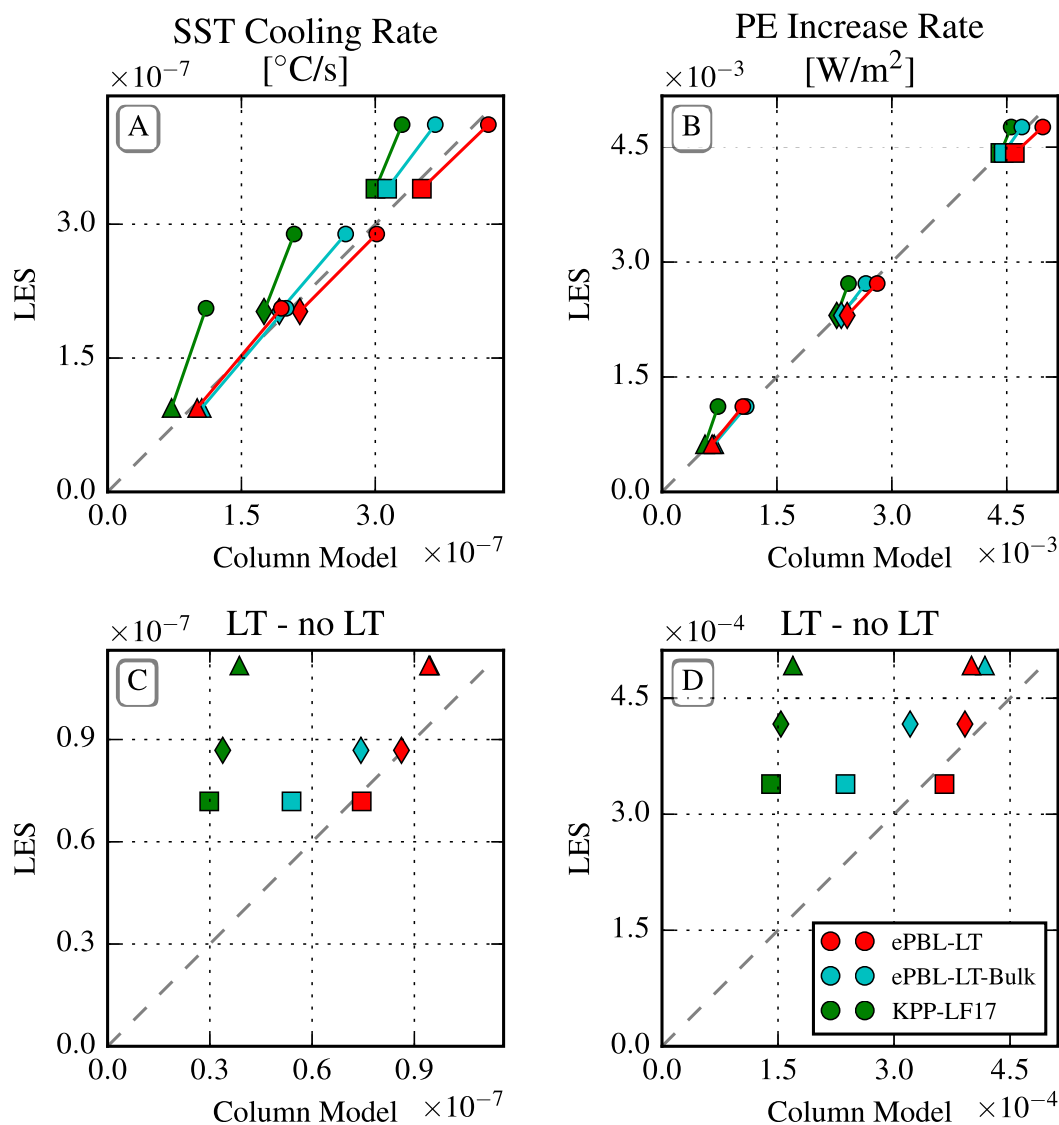 SST Cooling Rate
[°C/s]
×10⁻⁷
A
3.0
1.5
0.0
LES
0.0 1.5 3.0
Column Model ×10⁻⁷
PE Increase Rate
[W/m²]
×10⁻³
B
4.5
3.0
1.5
0.0
LES
0.0 1.5 3.0 4.5
Column Model ×10⁻³
LT - no LT
×10⁻⁷
C
0.9
0.6
0.3
0.0
LES
0.0 0.3 0.6 0.9
Column Model ×10⁻⁷
LT - no LT
×10⁻⁴
D
4.5
3.0
1.5
0.0
LES
ePBL-LT
ePBL-LT-Bulk
KPP-LF17
0.0 1.5 3.0 4.5
Column Model ×10⁻⁴